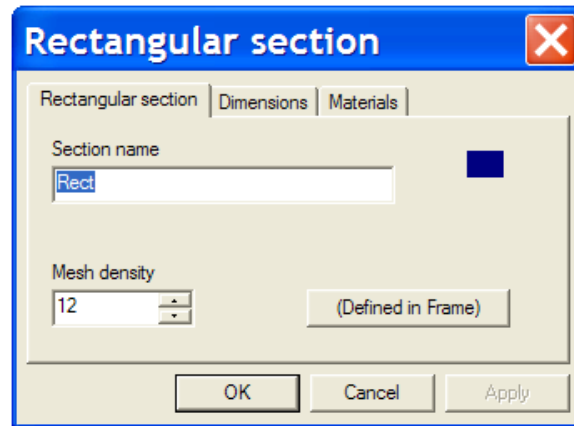 Rectangular section
Rectangular section Dimensions Materials
Section name
Rect
Mesh density
12
(Defined in Frame)
OK Cancel Apply